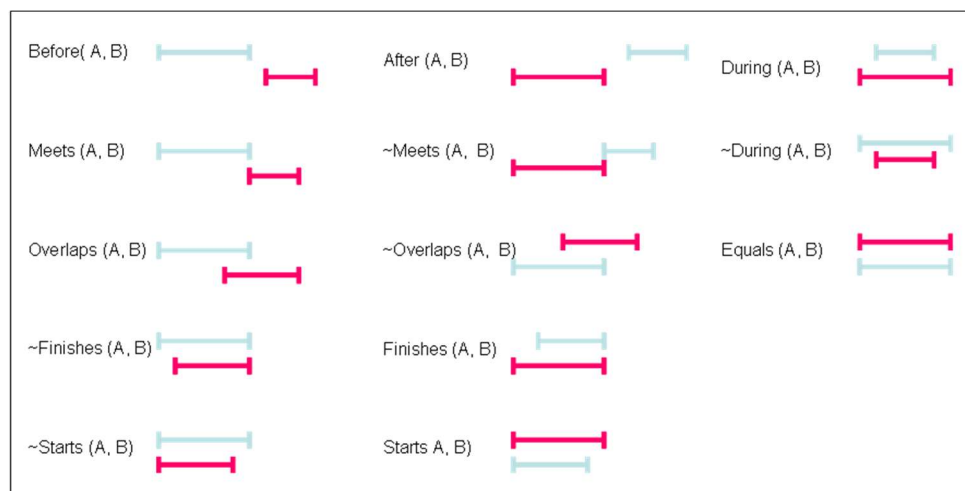 Before( A, B)
After (A, B)
During (A, B)
Meets (A, B)
~Meets (A,  B)
~During (A, B)
Overlaps (A, B)
~Overlaps (A,  B)
Equals (A, B)
~Finishes (A, B)
Finishes (A, B)
~Starts (A, B)
Starts A, B)